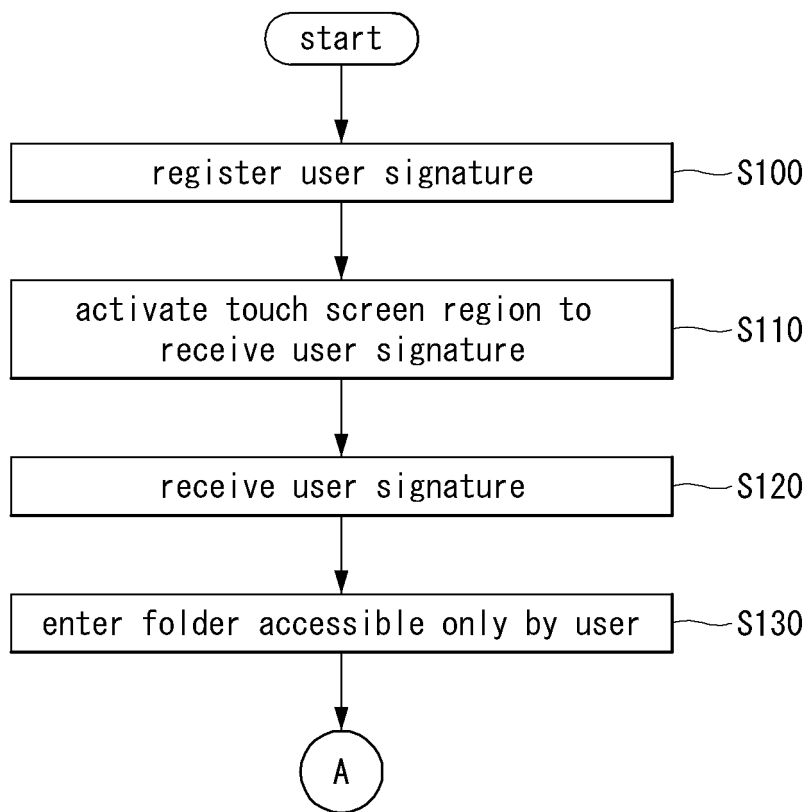 start
register user signature
S100
activate touch screen region to
receive user signature
S110
receive user signature
S120
enter folder accessible only by user
S130
A